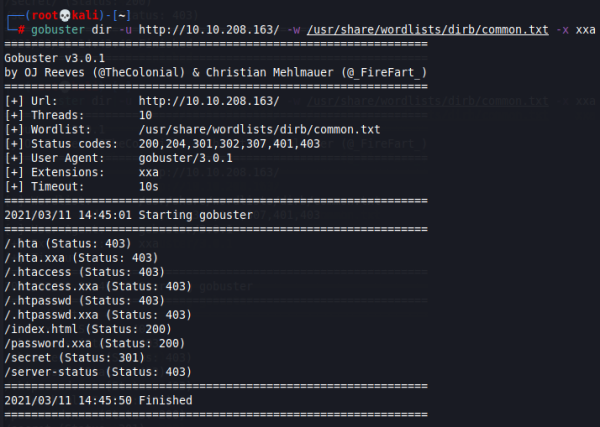 ┌──(root💀kali)-[~]
└─# gobuster dir -u http://10.10.208.163/ -w /usr/share/wordlists/dirb/common.txt -x xxa
===============================================================
Gobuster v3.0.1
by OJ Reeves (@TheColonial) & Christian Mehlmauer (@_FireFart_)
===============================================================
[+] Url:            http://10.10.208.163/
[+] Threads:        10
[+] Wordlist:       /usr/share/wordlists/dirb/common.txt
[+] Status codes:   200,204,301,302,307,401,403
[+] User Agent:     gobuster/3.0.1
[+] Extensions:     xxa
[+] Timeout:        10s
===============================================================
2021/03/11 14:45:01 Starting gobuster
===============================================================
/.hta (Status: 403)
/.hta.xxa (Status: 403)
/.htaccess (Status: 403)
/.htaccess.xxa (Status: 403)
/.htpasswd (Status: 403)
/.htpasswd.xxa (Status: 403)
/index.html (Status: 200)
/password.xxa (Status: 200)
/secret (Status: 301)
/server-status (Status: 403)
===============================================================
2021/03/11 14:45:50 Finished
===============================================================